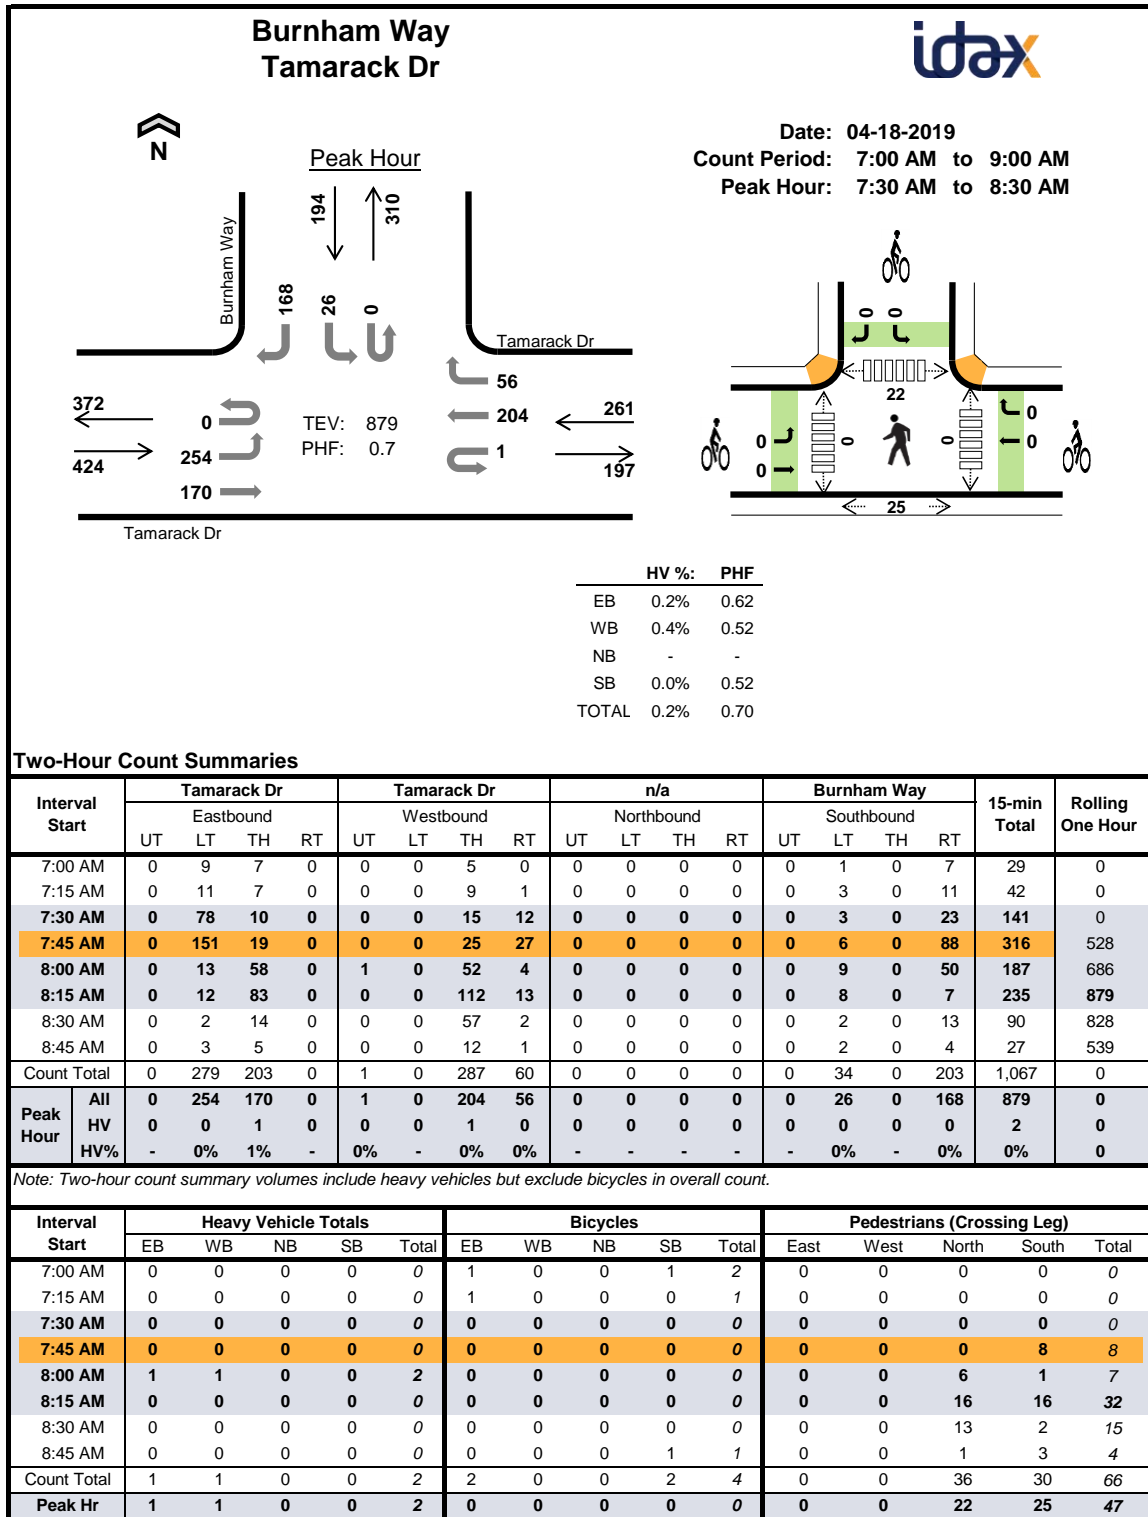 Burnham Way
Tamarack Dr
idax
N
Peak Hour
Date: 04-18-2019
Count Period: 7:00 AM to 9:00 AM
Peak Hour: 7:30 AM to 8:30 AM
194
310
Burnham Way
168
26
0
Tamarack Dr
56
204
1
261
197
372
424
0
254
170
TEV: 879
PHF: 0.7
Tamarack Dr
0 0
22
0
0
0
0
0
0
25
HV %: PHF
EB 0.2% 0.62
WB 0.4% 0.52
NB - -
SB 0.0% 0.52
TOTAL 0.2% 0.70
Two-Hour Count Summaries
Interval Start Tamarack Dr Tamarack Dr n/a Burnham Way 15-min Total Rolling One Hour
Eastbound Westbound Northbound Southbound
UT LT TH RT UT LT TH RT UT LT TH RT UT LT TH RT
7:00 AM 0 9 7 0 0 0 5 0 0 0 0 0 0 1 0 7 29 0
7:15 AM 0 11 7 0 0 0 9 1 0 0 0 0 0 3 0 11 42 0
7:30 AM 0 78 10 0 0 0 15 12 0 0 0 0 0 3 0 23 141 0
7:45 AM 0 151 19 0 0 0 25 27 0 0 0 0 0 6 0 88 316 528
8:00 AM 0 13 58 0 1 0 52 4 0 0 0 0 0 9 0 50 187 686
8:15 AM 0 12 83 0 0 0 112 13 0 0 0 0 0 8 0 7 235 879
8:30 AM 0 2 14 0 0 0 57 2 0 0 0 0 0 2 0 13 90 828
8:45 AM 0 3 5 0 0 0 12 1 0 0 0 0 0 2 0 4 27 539
Count Total 0 279 203 0 1 0 287 60 0 0 0 0 0 34 0 203 1,067 0
Peak Hour All 0 254 170 0 1 0 204 56 0 0 0 0 0 26 0 168 879 0
HV 0 0 1 0 0 0 1 0 0 0 0 0 0 0 0 0 2 0
HV% - 0% 1% - 0% - 0% 0% - - - - - 0% - 0% 0% 0
Note: Two-hour count summary volumes include heavy vehicles but exclude bicycles in overall count.
Interval Start Heavy Vehicle Totals Bicycles Pedestrians (Crossing Leg)
EB WB NB SB Total EB WB NB SB Total East West North South Total
7:00 AM 0 0 0 0 0 1 0 0 1 2 0 0 0 0 0
7:15 AM 0 0 0 0 0 1 0 0 0 1 0 0 0 0 0
7:30 AM 0 0 0 0 0 0 0 0 0 0 0 0 0 0 0
7:45 AM 0 0 0 0 0 0 0 0 0 0 0 0 0 8 8
8:00 AM 1 1 0 0 2 0 0 0 0 0 0 0 6 1 7
8:15 AM 0 0 0 0 0 0 0 0 0 0 0 0 16 16 32
8:30 AM 0 0 0 0 0 0 0 0 0 0 0 0 13 2 15
8:45 AM 0 0 0 0 0 0 0 0 1 1 0 0 1 3 4
Count Total 1 1 0 0 2 2 0 0 2 4 0 0 36 30 66
Peak Hr 1 1 0 0 2 0 0 0 0 0 0 0 22 25 47